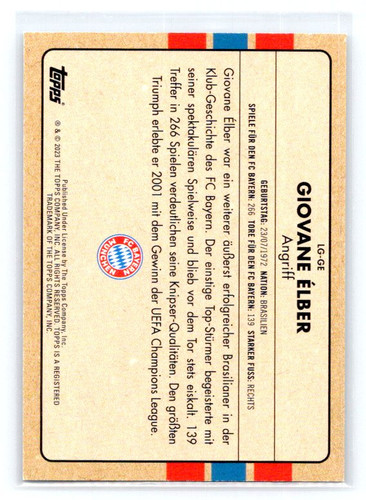 LG-GE
GIOVANE ÉLBER
Angriff
GEBURTSTAG: 23/07/1972 NATION: BRASILIEN
SPIELE FÜR DEN FC BAYERN: 266 TORE FÜR DEN FC BAYERN: 139 STARKER FUSS: RECHTS
Giovane Élber war ein weiterer äußerst erfolgreicher Brasilianer in der
Klub-Geschichte des FC Bayern. Der einstige Top-Stürmer begeisterte mit
seiner spektakulären Spielweise und blieb vor dem Tor stets eiskalt. 139
Treffer in 266 Spielen verdeutlichen seine Knipser-Qualitäten. Den größten
Triumph erlebte er 2001 mit dem Gewinn der UEFA Champions League.
FC BAYERN
MÜNCHEN
Topps
Published Under License by The Topps Company, Inc.
® & © 2023 THE TOPPS COMPANY, INC. ALL RIGHTS RESERVED. TOPPS IS A REGISTERED
TRADEMARK OF THE TOPPS COMPANY, INC.